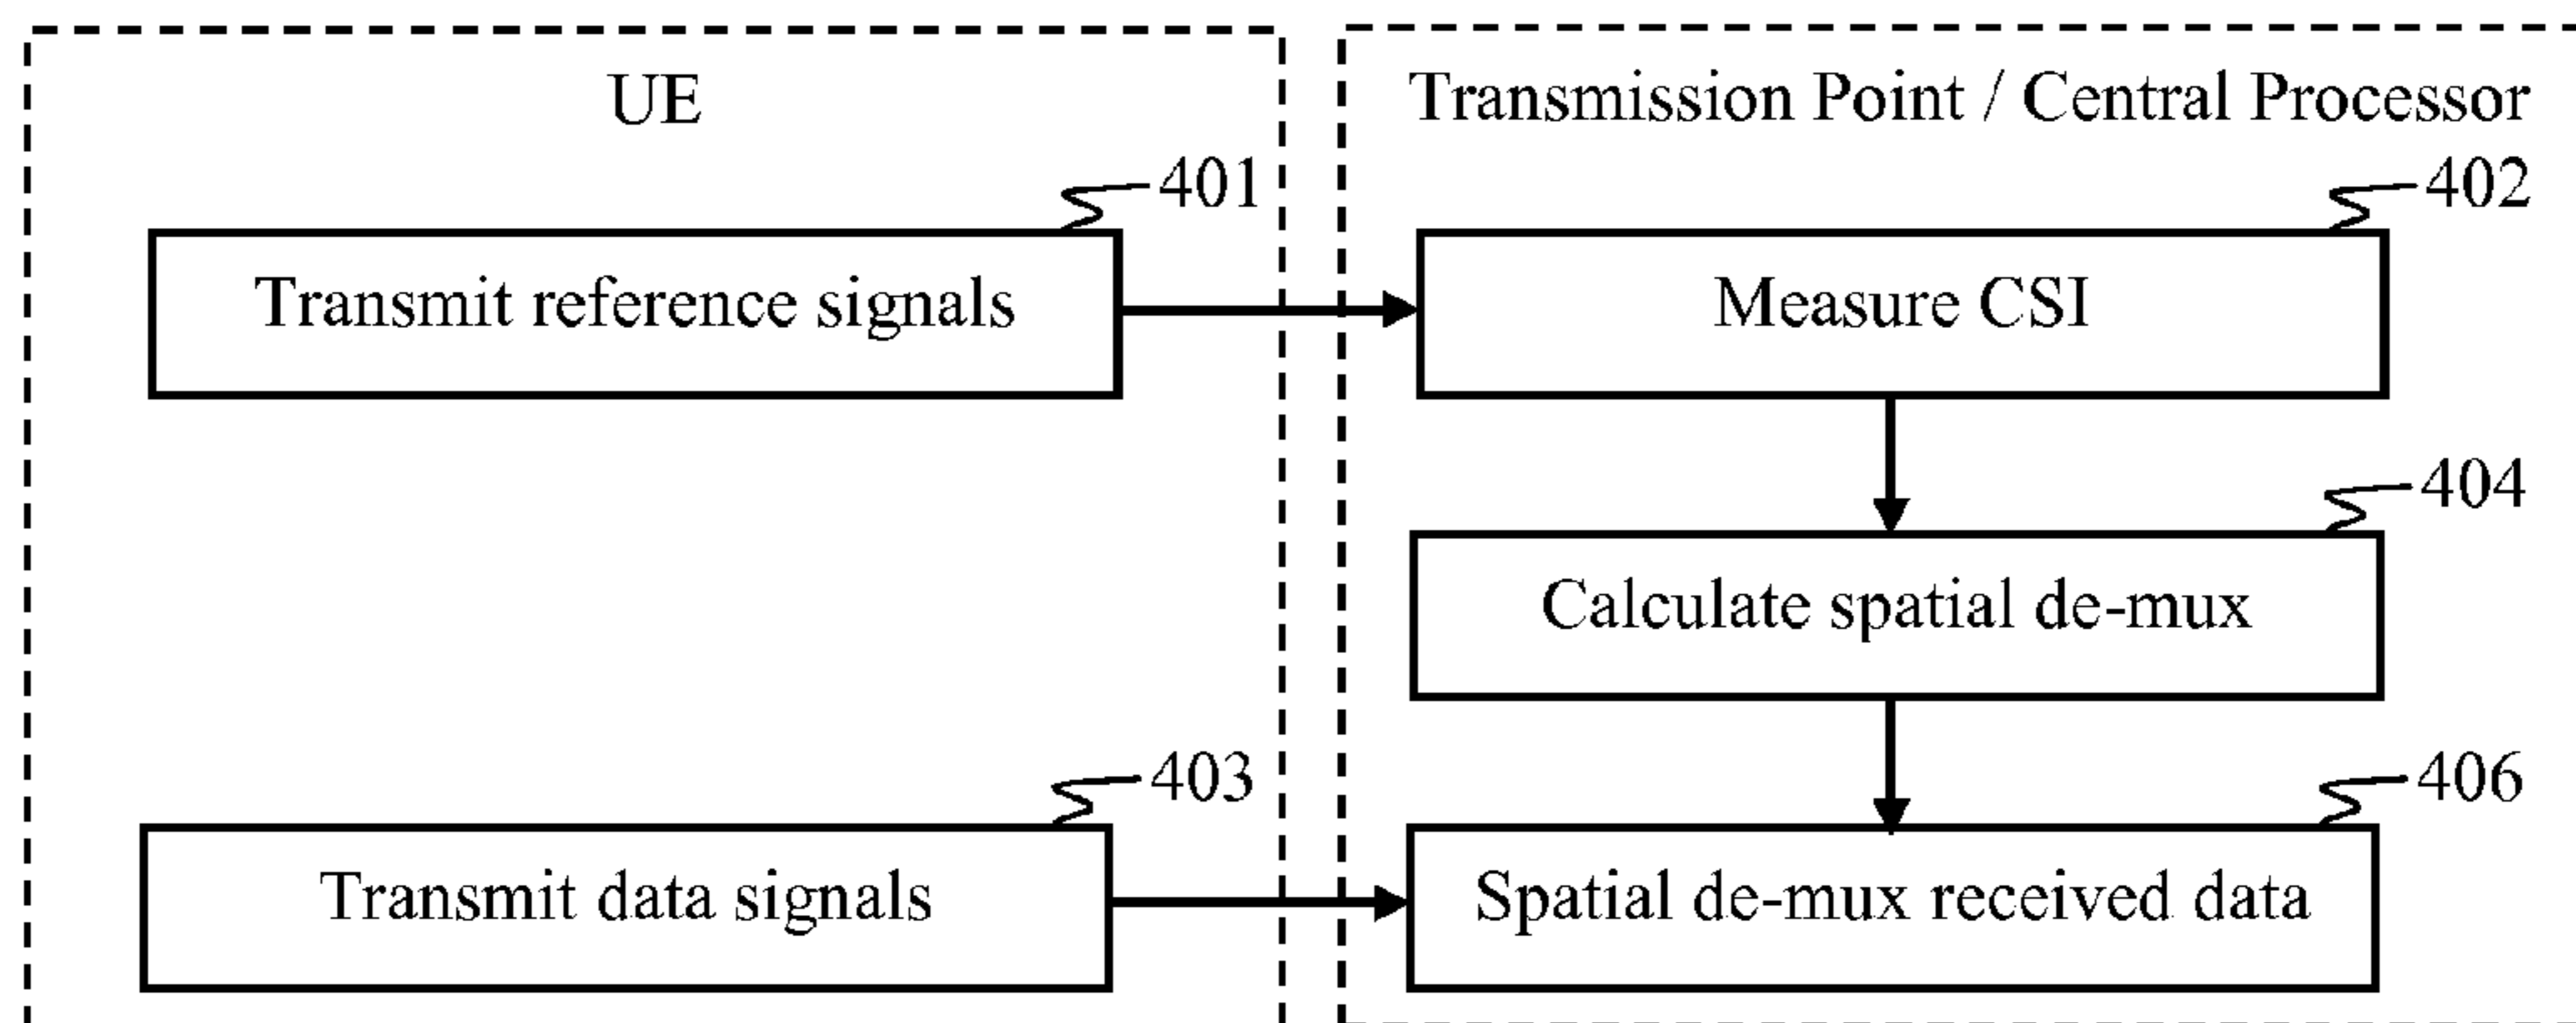 UE
Transmission Point / Central Processor
401
402
Transmit reference signals
Measure CSI
404
Calculate spatial de-mux
403
406
Transmit data signals
Spatial de-mux received data